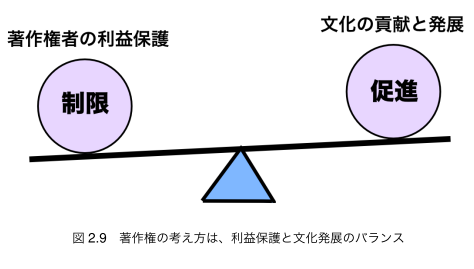 文化の貢献と発展
著作権者の利益保護
制限
促進
図 2.9　著作権の考え方は、利益保護と文化発展のバランス